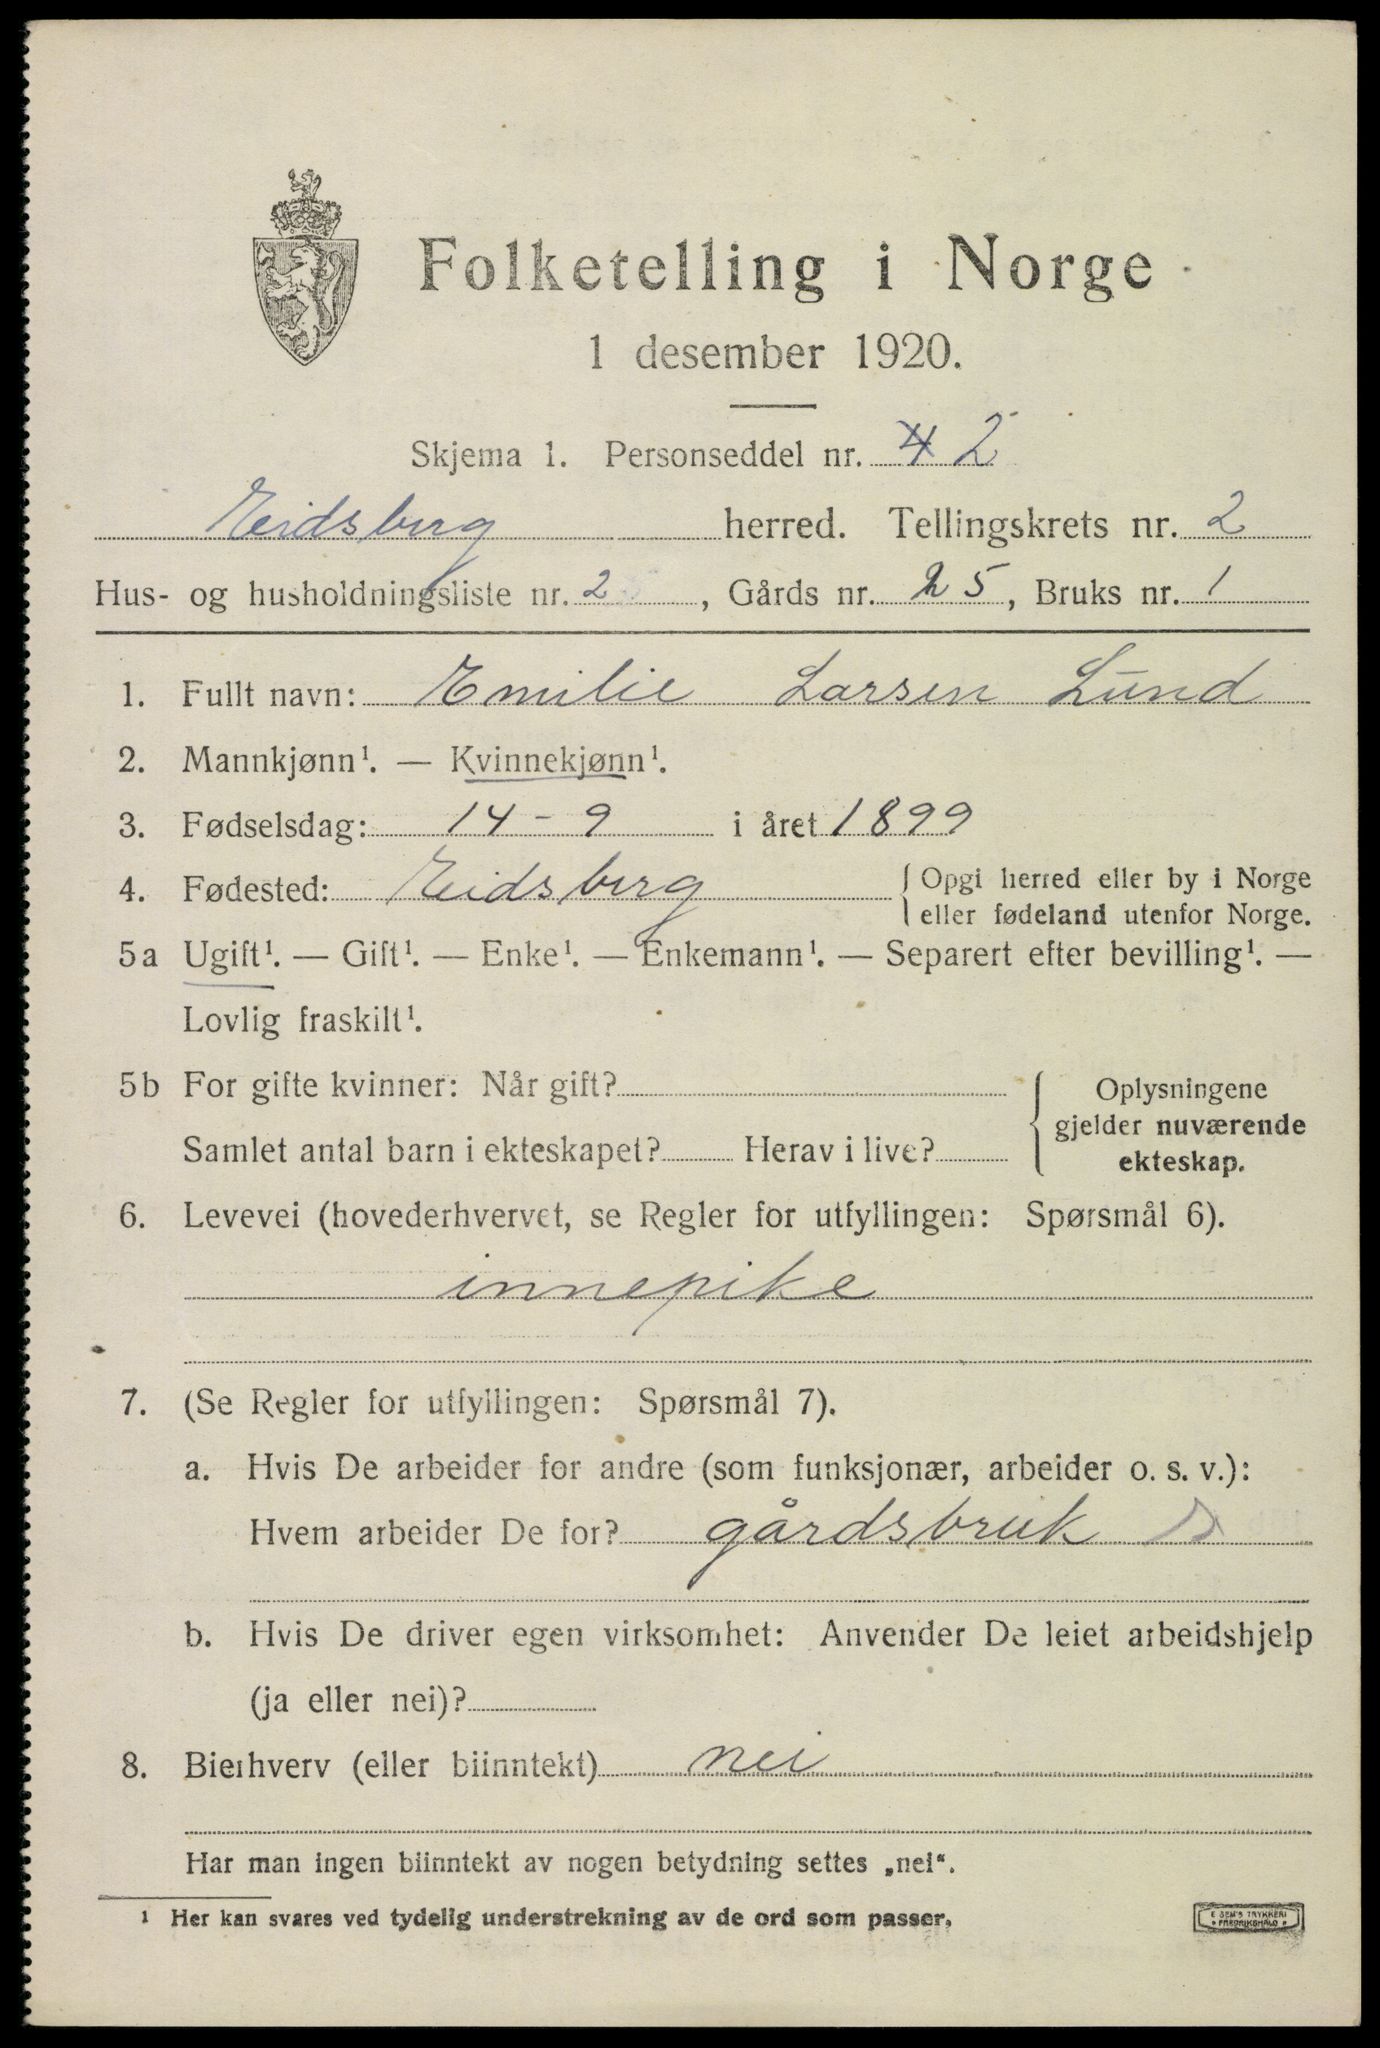 Folketelling i Norge
1 desember 1920.
Skjema 1. Personseddel nr. 4 2
Eidsberg herred. Tellingskrets nr. 2
Hus- og husholdningsliste nr. 2, Gårds nr. 25, Bruks nr. 1
1. Fullt navn: Emilie Larsen Lund
2. Mannkjønn¹. — Kvinnekjønn¹.
3. Fødselsdag: 14 - 9 i året 1899
4. Fødested: Eidsberg { Opgi herred eller by i Norge
eller fødeland utenfor Norge.
5a Ugift¹. — Gift¹. — Enke¹. — Enkemann¹. — Separert efter bevilling¹. —
Lovlig fraskilt¹.
5b For gifte kvinner: Når gift?
Samlet antal barn i ekteskapet? Herav i live?
{ Oplysningene
gjelder nuværende
ekteskap.
6. Levevei (hovederhvervet, se Regler for utfyllingen: Spørsmål 6).
innepike
7. (Se Regler for utfyllingen: Spørsmål 7).
a. Hvis De arbeider for andre (som funksjonær, arbeider o. s. v.):
Hvem arbeider De for? gårdsbruk
b. Hvis De driver egen virksomhet: Anvender De leiet arbeidshjelp
(ja eller nei)?
8. Bierhverv (eller biinntekt) nei
Har man ingen biinntekt av nogen betydning settes „nei“.
¹ Her kan svares ved tydelig understrekning av de ord som passer.
E SEM'S TRYKKERI
FREDRIKSHALD